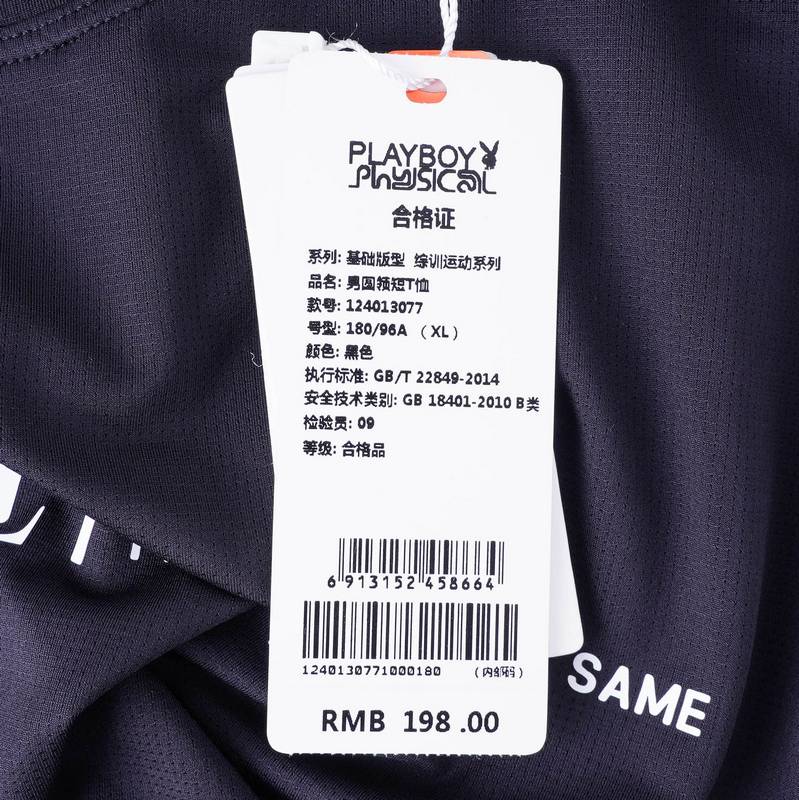 PLAYBOY
PhySICAL
合格证
系列: 基础版型 综训运动系列
品名: 男圆领短T恤
款号: 124013077
号型: 180/96A （XL）
颜色: 黑色
执行标准: GB/T 22849-2014
安全技术类别: GB 18401-2010 B类
检验员: 09
等级: 合格品
6 913152 458664
1240130771000180 （内部码）
RMB 198 .00
SAME